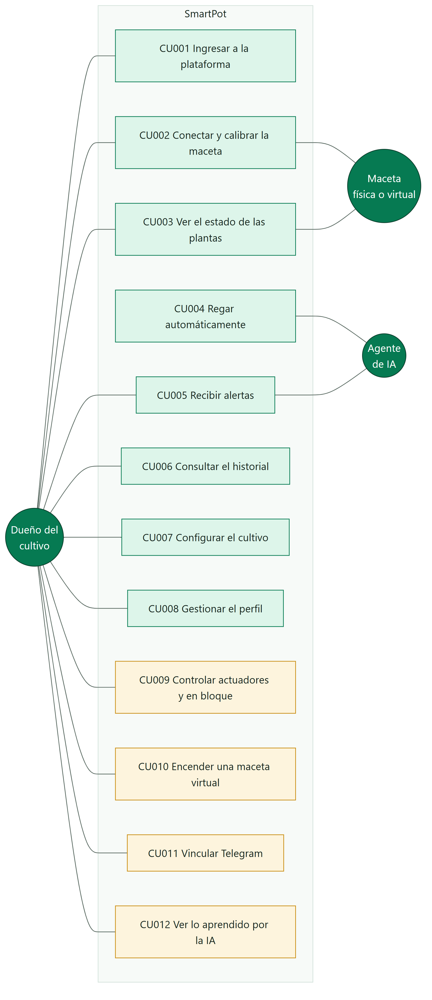 SmartPot
CU001 Ingresar a la
plataforma
CU002 Conectar y calibrar la
maceta
Maceta
física o virtual
CU003 Ver el estado de las
plantas
CU004 Regar
automáticamente
Agente
de IA
CU005 Recibir alertas
CU006 Consultar el historial
Dueño del
cultivo
CU007 Configurar el cultivo
CU008 Gestionar el perfil
CU009 Controlar actuadores
y en bloque
CU010 Encender una maceta
virtual
CU011 Vincular Telegram
CU012 Ver lo aprendido por
la IA